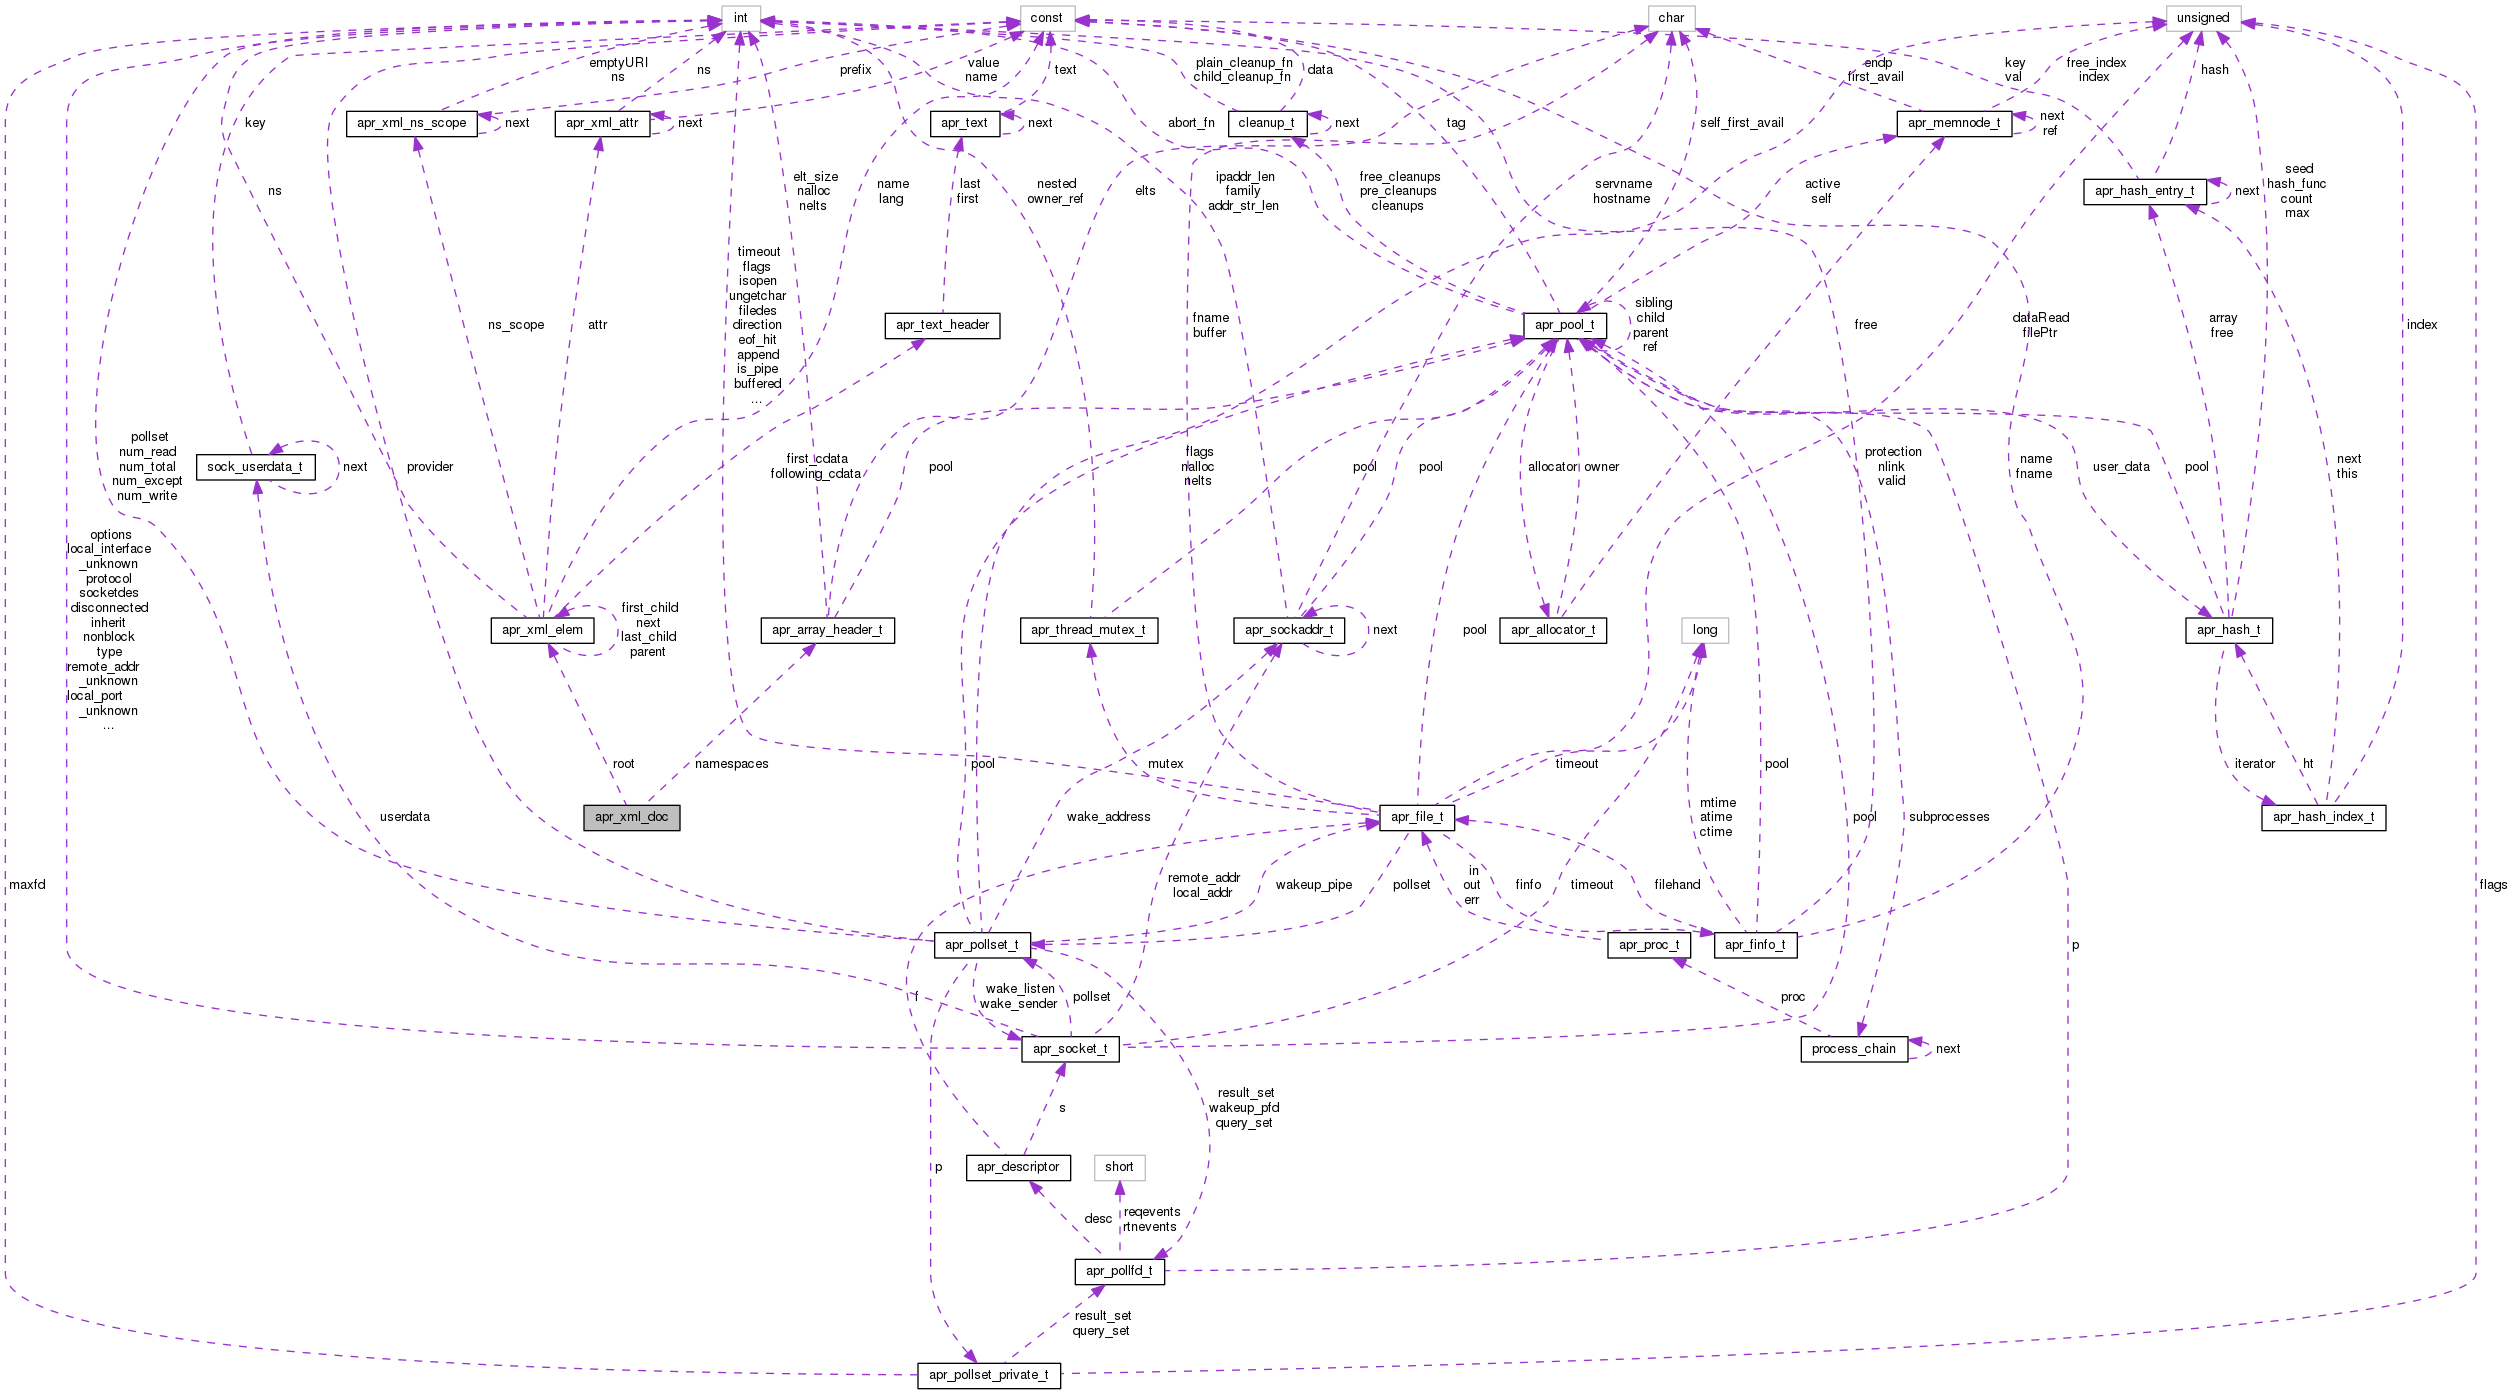 int
const
char
unsigned
emptyURI
ns
ns
prefix
value
name
text
plain_cleanup_fn
child_cleanup_fn
data
endp
first_avail
key
val
free_index
index
hash
flags
key
apr_xml_ns_scope
next
apr_xml_attr
next
apr_text
next
abort_fn
cleanup_t
next
tag
self_first_avail
apr_memnode_t
next
ref
ns
name
lang
elt_size
nalloc
nelts
last
first
nested
owner_ref
elts
ipaddr_len
family
addr_str_len
free_cleanups
pre_cleanups
cleanups
servname
hostname
active
self
apr_hash_entry_t
next
seed
hash_func
count
max
timeout
flags
isopen
ungetchar
filedes
direction
eof_hit
append
is_pipe
buffered
...
ns_scope
attr
apr_text_header
fname
buffer
apr_pool_t
sibling
child
parent
ref
free
dataRead
filePtr
array
free
index
pollset
num_read
num_total
num_except
num_write
sock_userdata_t
next
provider
first_cdata
following_cdata
pool
flags
nalloc
nelts
pool
pool
allocator
owner
protection
nlink
valid
name
fname
user_data
pool
next
this
options
local_interface
_unknown
protocol
socketdes
disconnected
inherit
nonblock
type
remote_addr
_unknown
local_port
_unknown
...
apr_xml_elem
first_child
next
last_child
parent
apr_array_header_t
apr_thread_mutex_t
apr_sockaddr_t
next
pool
apr_allocator_t
long
apr_hash_t
root
namespaces
pool
mutex
timeout
pool
iterator
ht
apr_xml_doc
userdata
wake_address
apr_file_t
mtime
atime
ctime
pool
subprocesses
apr_hash_index_t
maxfd
remote_addr
local_addr
wakeup_pipe
pollset
in
out
err
finfo
timeout
filehand
flags
apr_pollset_t
apr_proc_t
apr_finfo_t
p
f
wake_listen
wake_sender
pollset
proc
apr_socket_t
process_chain
next
s
result_set
wakeup_pfd
query_set
p
apr_descriptor
short
desc
reqevents
rtnevents
apr_pollfd_t
result_set
query_set
apr_pollset_private_t